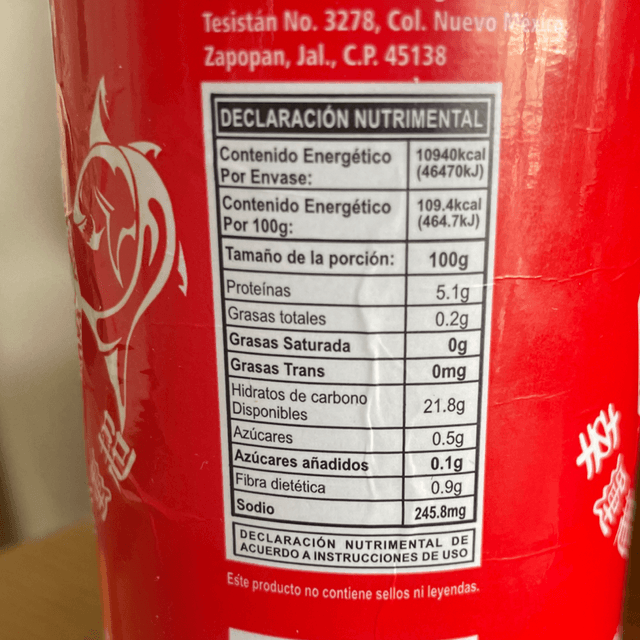 Tesistán No. 3278, Col. Nuevo México
Zapopan, Jal., C.P. 45138
DECLARACIÓN NUTRIMENTAL
Contenido Energético Por Envase: 10940kcal (46470kJ)
Contenido Energético Por 100g: 109.4kcal (464.7kJ)
Tamaño de la porción: 100g
Proteínas 5.1g
Grasas totales 0.2g
Grasas Saturada 0g
Grasas Trans 0mg
Hidratos de carbono Disponibles 21.8g
Azúcares 0.5g
Azúcares añadidos 0.1g
Fibra dietética 0.9g
Sodio 245.8mg
DECLARACIÓN NUTRIMENTAL DE
ACUERDO A INSTRUCCIONES DE USO
Este producto no contiene sellos ni leyendas.